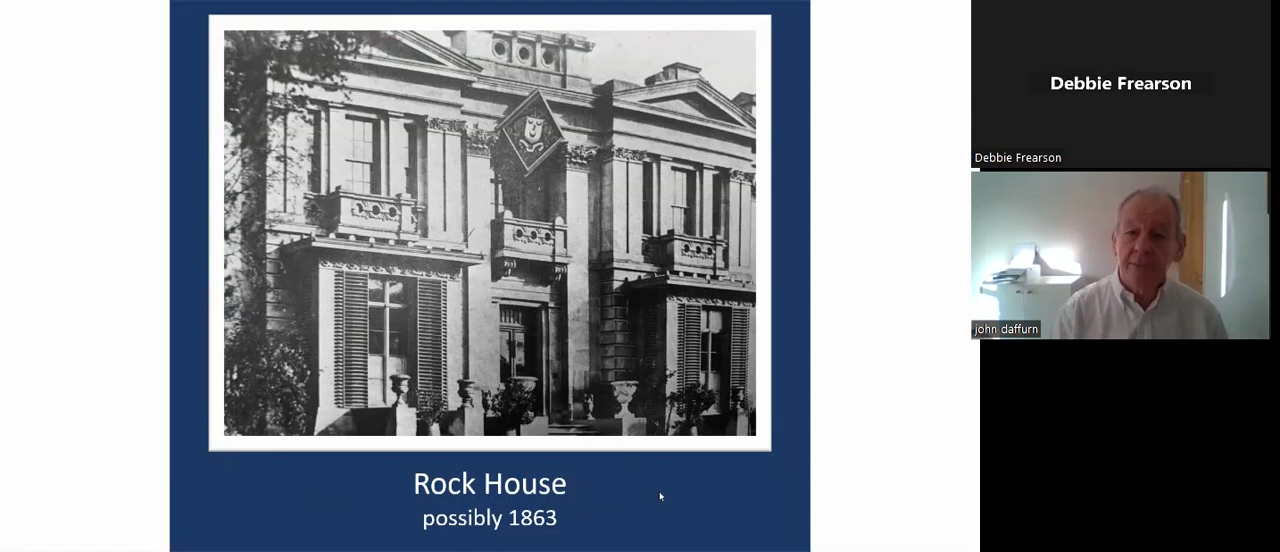 Rock House
possibly 1863
Debbie Frearson
Debbie Frearson
john daffurn